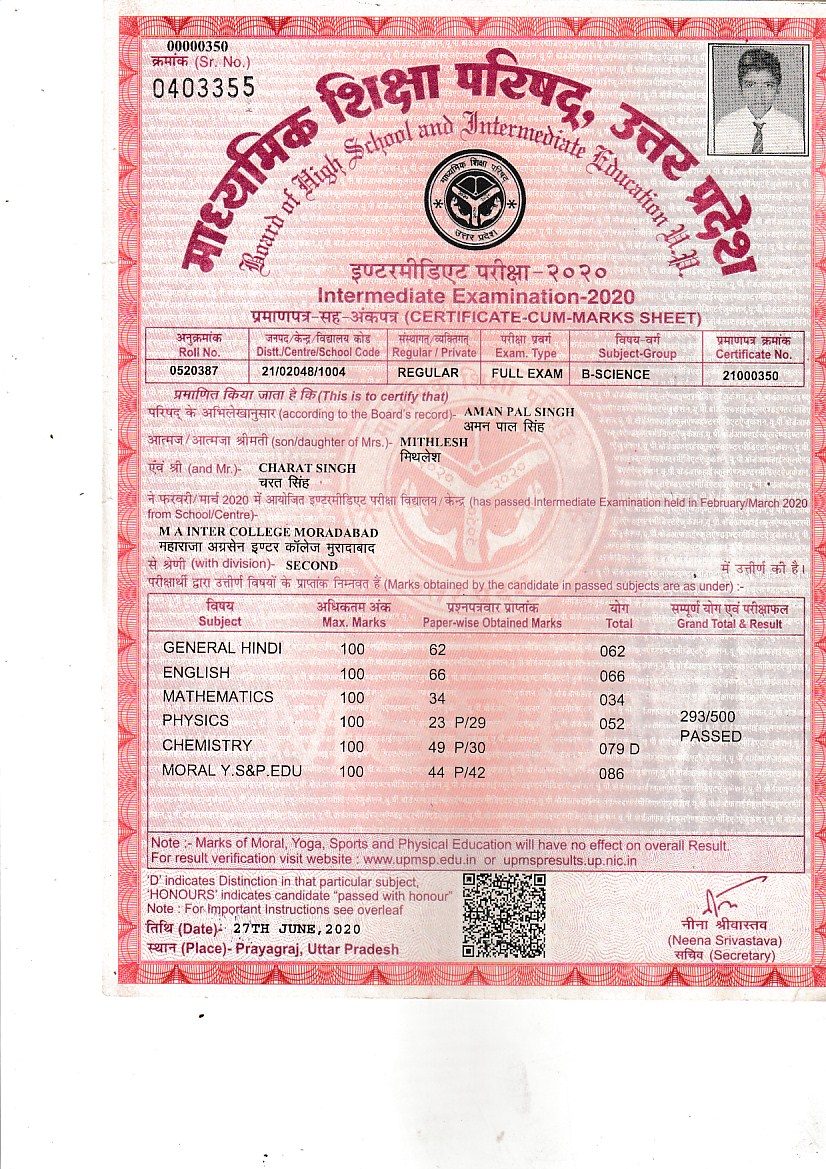 00000350
क्रमांक (Sr. No.)
0403355
माध्यमिक शिक्षा परिषद्, उत्तर प्रदेश
Board of High School and Intermediate Education U.P.
माध्यमिक शिक्षा परिषद
उत्तर प्रदेश
इण्टरमीडिएट परीक्षा-२०२०
Intermediate Examination-2020
प्रमाणपत्र-सह-अंकपत्र (CERTIFICATE-CUM-MARKS SHEET)
अनुक्रमांक जनपद/केन्द्र/विद्यालय कोड संस्थागत/व्यक्तिगत परीक्षा प्रवर्ग विषय-वर्ग प्रमाणपत्र क्रमांक
Roll No. Distt./Centre/School Code Regular / Private Exam. Type Subject-Group Certificate No.
0520387 21/02048/1004 REGULAR FULL EXAM B-SCIENCE 21000350
प्रमाणित किया जाता है कि (This is to certify that)
परिषद् के अभिलेखानुसार (according to the Board's record)- AMAN PAL SINGH
अमन पाल सिंह
आत्मज/आत्मजा श्रीमती (son/daughter of Mrs.)- MITHLESH
मिथलेश
एंवं श्री (and Mr.)- CHARAT SINGH
चरत सिंह
ने फरवरी/मार्च 2020 में आयोजित इण्टरमीडिएट परीक्षा विद्यालय/केन्द्र (has passed Intermediate Examination held in February/March 2020
from School/Centre)-
M A INTER COLLEGE MORADABAD
महाराजा अग्रसेन इण्टर कॉलेज मुरादाबाद
से श्रेणी (with division)- SECOND में उत्तीर्ण की है।
परीक्षार्थी द्वारा उत्तीर्ण विषयों के प्राप्तांक निम्नवत हैं (Marks obtained by the candidate in passed subjects are as under) :-
विषय अधिकतम अंक प्रश्नपत्रवार प्राप्तांक योग सम्पूर्ण योग एवं परीक्षाफल
Subject Max. Marks Paper-wise Obtained Marks Total Grand Total & Result
GENERAL HINDI 100 62 062
ENGLISH 100 66 066
MATHEMATICS 100 34 034
PHYSICS 100 23 P/29 052 293/500
CHEMISTRY 100 49 P/30 079 D PASSED
MORAL Y.S&P.EDU 100 44 P/42 086
Note :- Marks of Moral, Yoga, Sports and Physical Education will have no effect on overall Result.
For result verification visit website : www.upmsp.edu.in or upmspresults.up.nic.in
'D' indicates Distinction in that particular subject,
'HONOURS' indicates candidate "passed with honour"
Note : For Important Instructions see overleaf
तिथि (Date)- 27TH JUNE,2020
स्थान (Place)- Prayagraj, Uttar Pradesh
नीना श्रीवास्तव
(Neena Srivastava)
सचिव (Secretary)